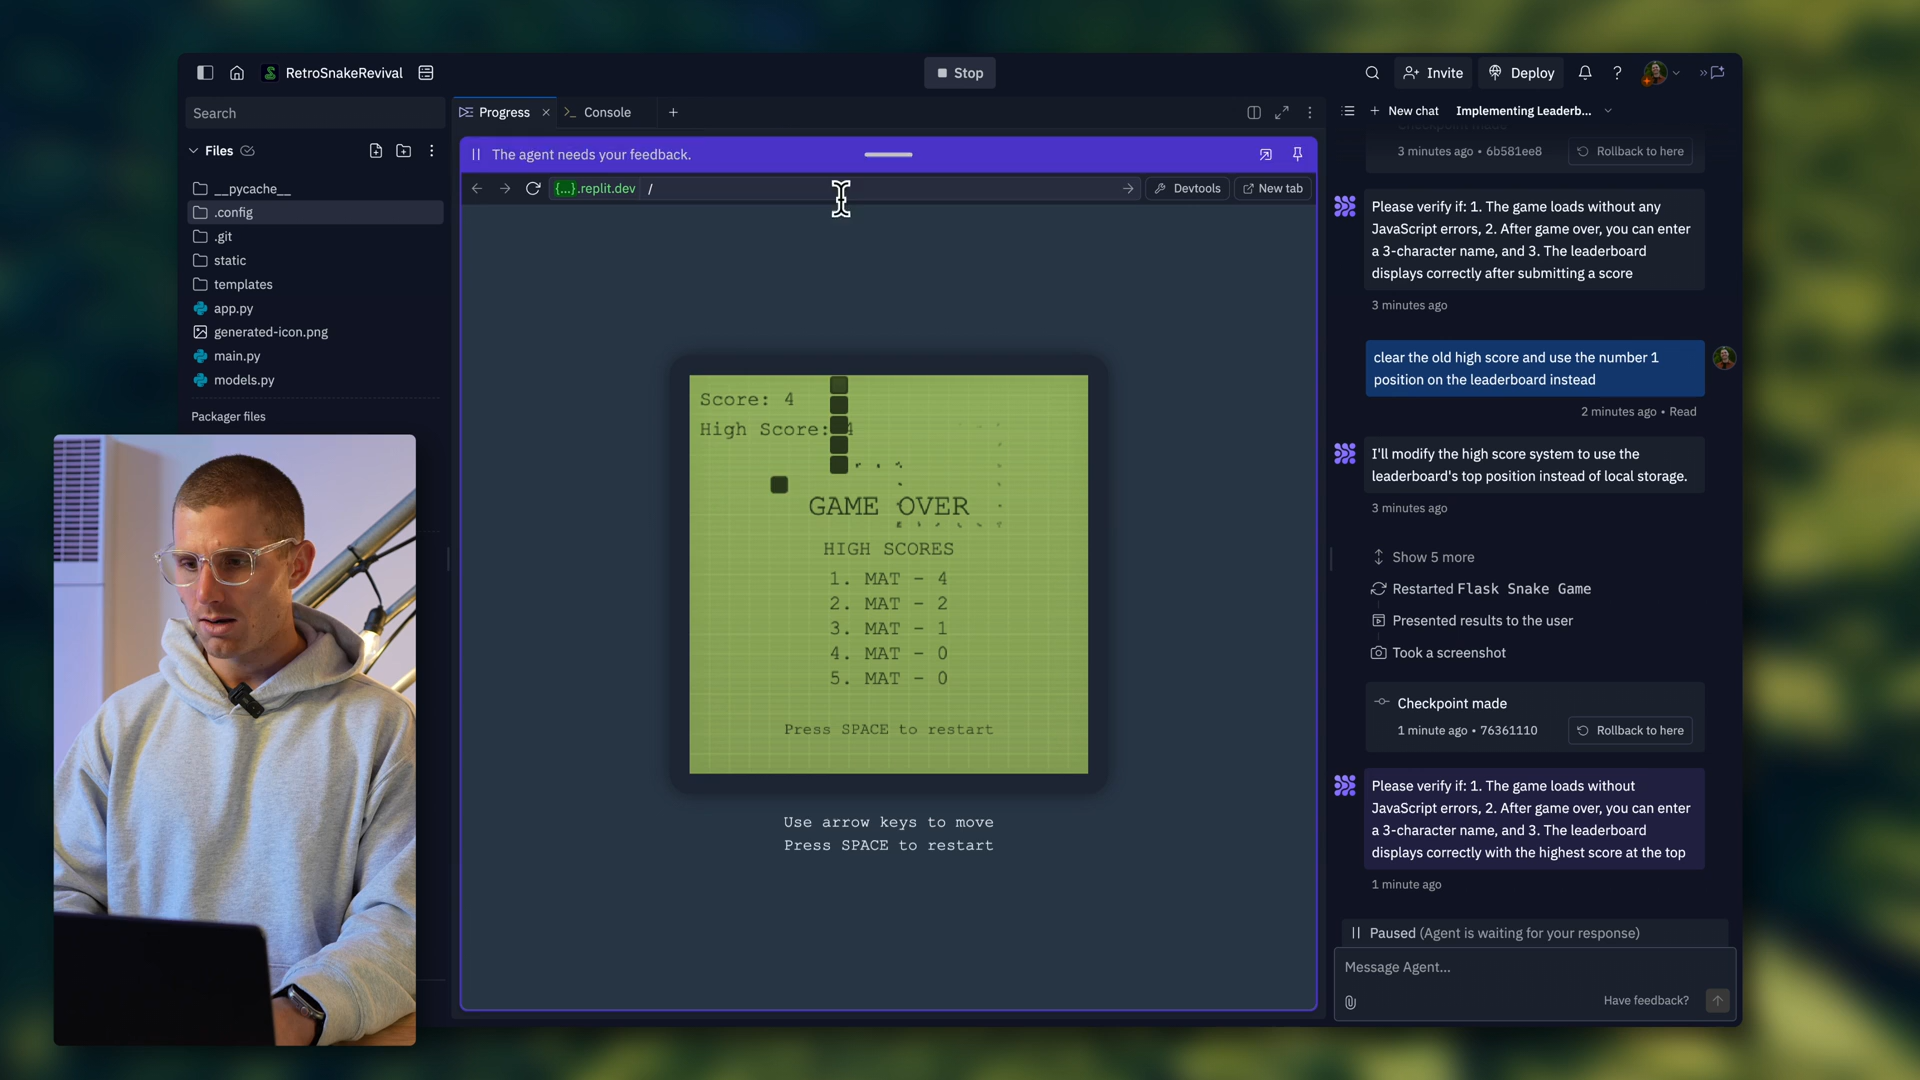 RetroSnakeRevival
Stop
Invite
Deploy
?
Search
Files
__pycache__
.config
.git
static
templates
app.py
generated-icon.png
main.py
models.py
Packager files
Progress
Console
The agent needs your feedback.
{...}.replit.dev /
Devtools
New tab
Score: 4
High Score: 4
GAME OVER
HIGH SCORES
1. MAT - 4
2. MAT - 2
3. MAT - 1
4. MAT - 0
5. MAT - 0
Press SPACE to restart
Use arrow keys to move
Press SPACE to restart
New chat
Implementing Leaderb...
Checkpoint made
3 minutes ago • 6b581ee8
Rollback to here
Please verify if: 1. The game loads without any
JavaScript errors, 2. After game over, you can enter
a 3-character name, and 3. The leaderboard
displays correctly after submitting a score
3 minutes ago
clear the old high score and use the number 1
position on the leaderboard instead
2 minutes ago • Read
I'll modify the high score system to use the
leaderboard's top position instead of local storage.
3 minutes ago
Show 5 more
Restarted Flask Snake Game
Presented results to the user
Took a screenshot
Checkpoint made
1 minute ago • 76361110
Rollback to here
Please verify if: 1. The game loads without
JavaScript errors, 2. After game over, you can enter
a 3-character name, and 3. The leaderboard
displays correctly with the highest score at the top
1 minute ago
Paused (Agent is waiting for your response)
Message Agent...
Have feedback?